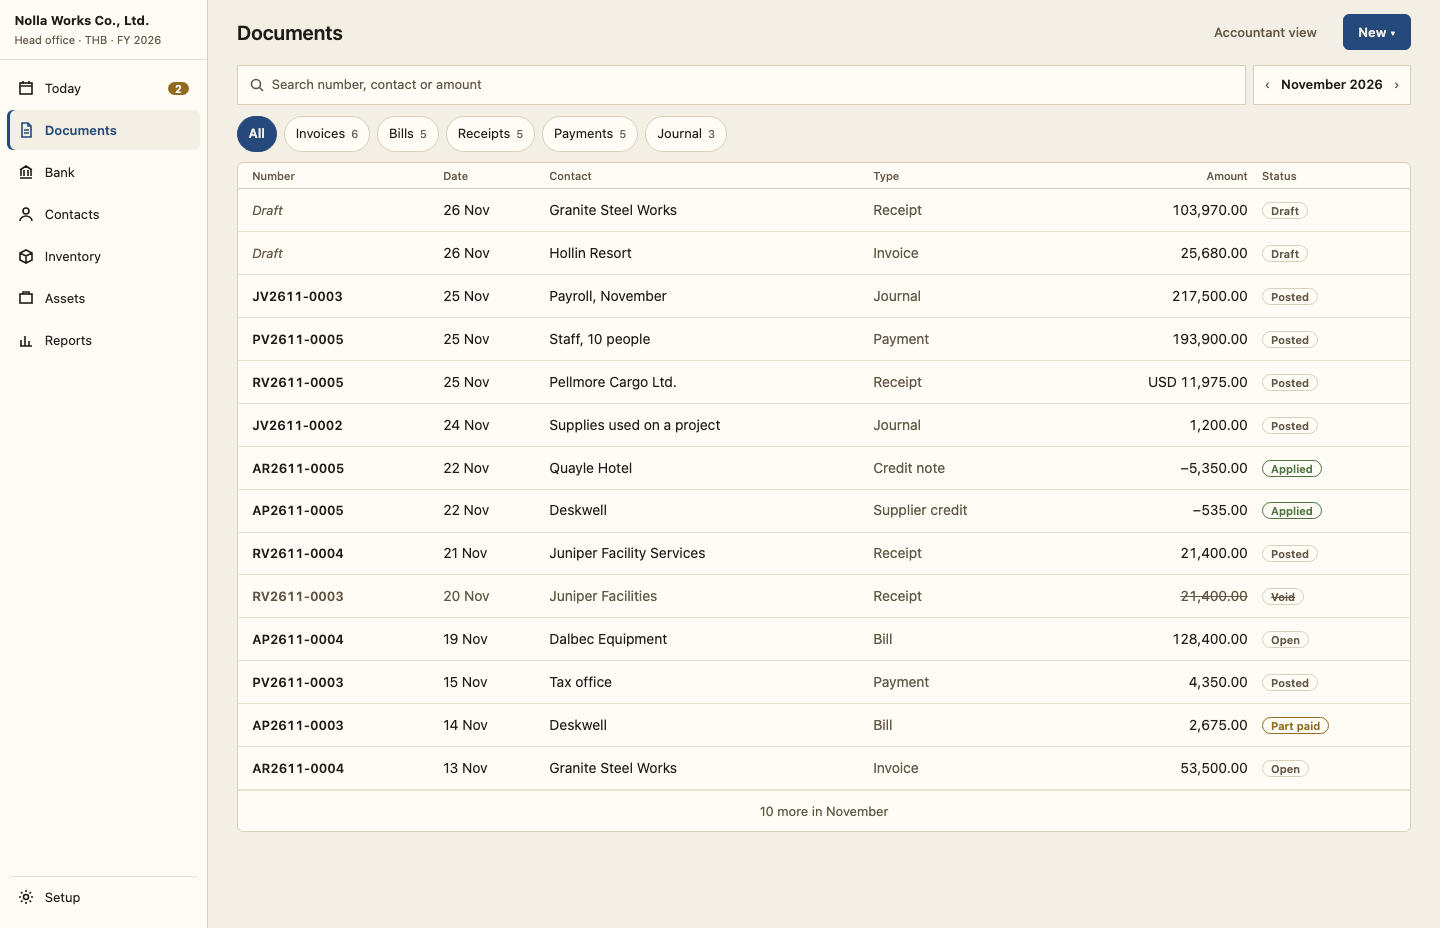 Nolla Works Co., Ltd.
Head office · THB · FY 2026
Today 2
Documents
Bank
Contacts
Inventory
Assets
Reports
Setup
Documents
Accountant view
New ▾
Search number, contact or amount
‹ November 2026 ›
All
Invoices 6
Bills 5
Receipts 5
Payments 5
Journal 3
Number Date Contact Type Amount Status
Draft 26 Nov Granite Steel Works Receipt 103,970.00 Draft
Draft 26 Nov Hollin Resort Invoice 25,680.00 Draft
JV2611-0003 25 Nov Payroll, November Journal 217,500.00 Posted
PV2611-0005 25 Nov Staff, 10 people Payment 193,900.00 Posted
RV2611-0005 25 Nov Pellmore Cargo Ltd. Receipt USD 11,975.00 Posted
JV2611-0002 24 Nov Supplies used on a project Journal 1,200.00 Posted
AR2611-0005 22 Nov Quayle Hotel Credit note −5,350.00 Applied
AP2611-0005 22 Nov Deskwell Supplier credit −535.00 Applied
RV2611-0004 21 Nov Juniper Facility Services Receipt 21,400.00 Posted
RV2611-0003 20 Nov Juniper Facilities Receipt 21,400.00 Void
AP2611-0004 19 Nov Dalbec Equipment Bill 128,400.00 Open
PV2611-0003 15 Nov Tax office Payment 4,350.00 Posted
AP2611-0003 14 Nov Deskwell Bill 2,675.00 Part paid
AR2611-0004 13 Nov Granite Steel Works Invoice 53,500.00 Open
10 more in November